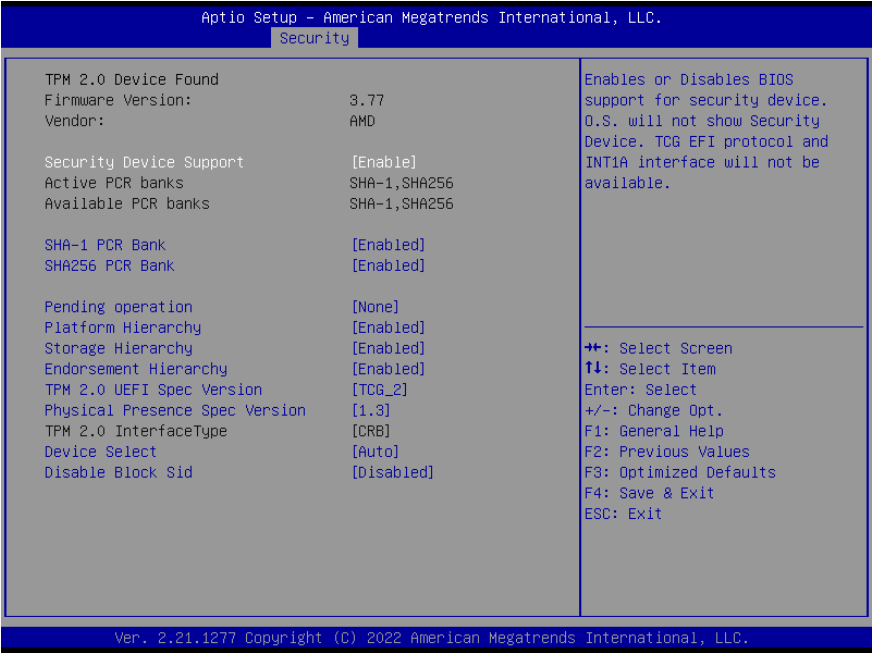 Aptio Setup – American Megatrends International, LLC.
Security
TPM 2.0 Device Found
Firmware Version: 3.77
Vendor: AMD
Security Device Support [Enable]
Active PCR banks SHA-1,SHA256
Available PCR banks SHA-1,SHA256
SHA-1 PCR Bank [Enabled]
SHA256 PCR Bank [Enabled]
Pending operation [None]
Platform Hierarchy [Enabled]
Storage Hierarchy [Enabled]
Endorsement Hierarchy [Enabled]
TPM 2.0 UEFI Spec Version [TCG_2]
Physical Presence Spec Version [1.3]
TPM 2.0 InterfaceType [CRB]
Device Select [Auto]
Disable Block Sid [Disabled]
Enables or Disables BIOS
support for security device.
O.S. will not show Security
Device. TCG EFI protocol and
INT1A interface will not be
available.
→←: Select Screen
↑↓: Select Item
Enter: Select
+/-: Change Opt.
F1: General Help
F2: Previous Values
F3: Optimized Defaults
F4: Save & Exit
ESC: Exit
Ver. 2.21.1277 Copyright (C) 2022 American Megatrends International, LLC.